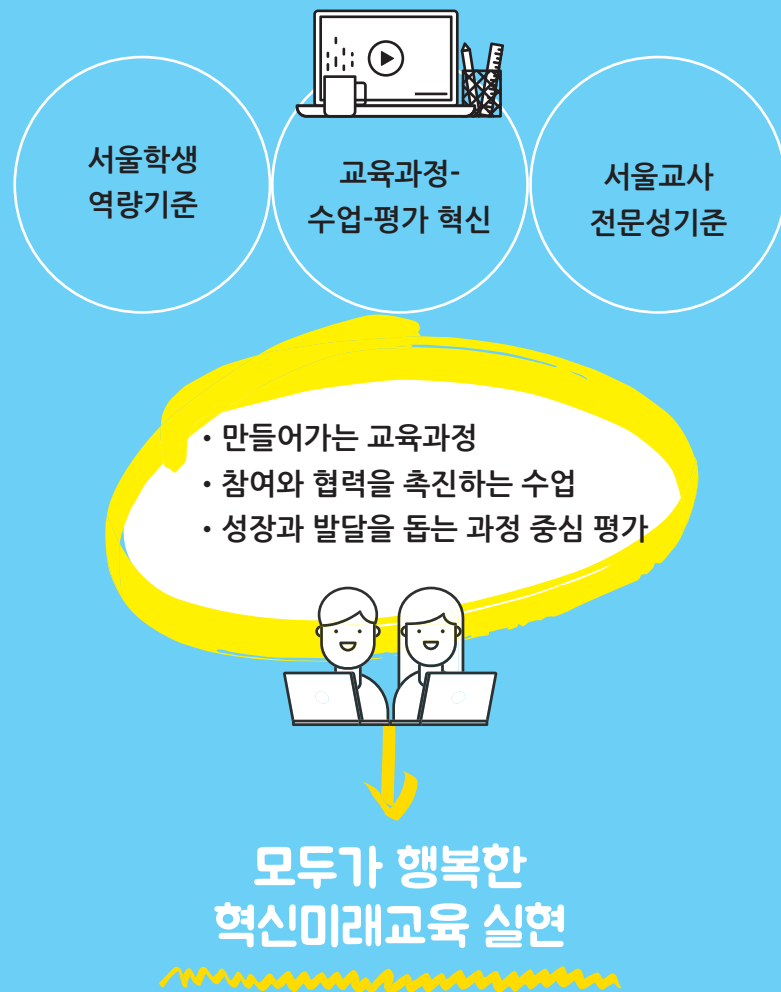 서울학생
역량기준
교육과정-
수업-평가 혁신
서울교사
전문성기준
• 만들어가는 교육과정
• 참여와 협력을 촉진하는 수업
• 성장과 발달을 돕는 과정 중심 평가
모두가 행복한
혁신미래교육 실현